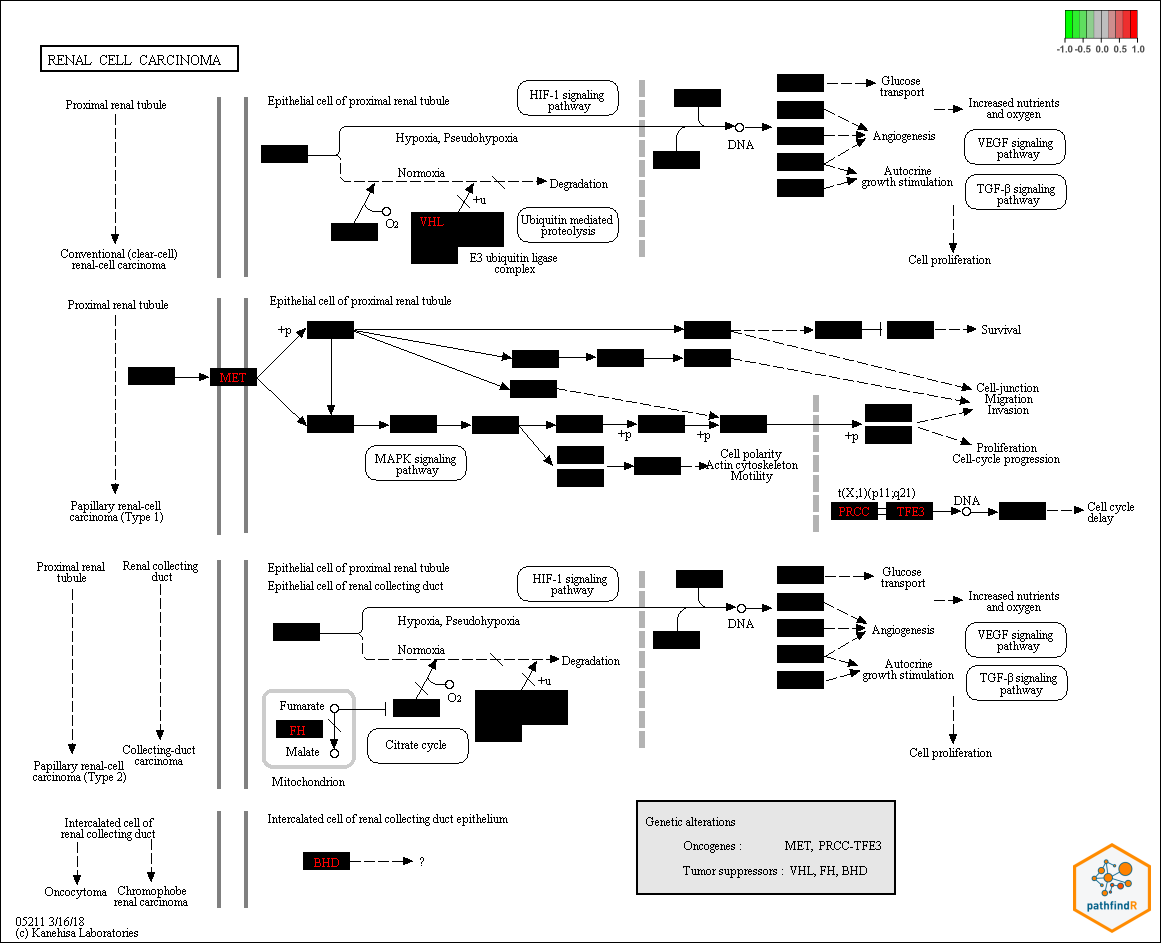 -1.0 -0.5 0.0 0.5 1.0
RENAL CELL CARCINOMA
Proximal renal tubule
Conventional (clear-cell)
renal-cell carcinoma
Epithelial cell of proximal renal tubule
HIF-1 signaling
pathway
Hypoxia, Pseudohypoxia
Normoxia
Degradation
O2
+u
VHL
Ubiquitin mediated
proteolysis
E3 ubiquitin ligase
complex
DNA
Glucose
transport
Angiogenesis
Autocrine
growth stimulation
Increased nutrients
and oxygen
VEGF signaling
pathway
TGF-β signaling
pathway
Cell proliferation
Proximal renal tubule
Papillary renal-cell
carcinoma (Type 1)
Epithelial cell of proximal renal tubule
+p
MET
Survival
Cell-junction
Migration
Invasion
+p
+p
+p
Proliferation
Cell-cycle progression
MAPK signaling
pathway
Cell polarity
Actin cytoskeleton
Motility
t(X;1)(p11;q21)
PRCC
TFE3
DNA
Cell cycle
delay
Proximal renal
tubule
Renal collecting
duct
Papillary renal-cell
carcinoma (Type 2)
Collecting-duct
carcinoma
Epithelial cell of proximal renal tubule
Epithelial cell of renal collecting duct
HIF-1 signaling
pathway
Hypoxia, Pseudohypoxia
Normoxia
Degradation
O2
+u
Fumarate
FH
Malate
Citrate cycle
Mitochondrion
DNA
Glucose
transport
Angiogenesis
Autocrine
growth stimulation
Increased nutrients
and oxygen
VEGF signaling
pathway
TGF-β signaling
pathway
Cell proliferation
Intercalated cell of
renal collecting duct
Oncocytoma
Chromophobe
renal carcinoma
Intercalated cell of renal collecting duct epithelium
BHD
?
Genetic alterations
Oncogenes : MET, PRCC-TFE3
Tumor suppressors : VHL, FH, BHD
05211 3/16/18
(c) Kanehisa Laboratories
pathfindR